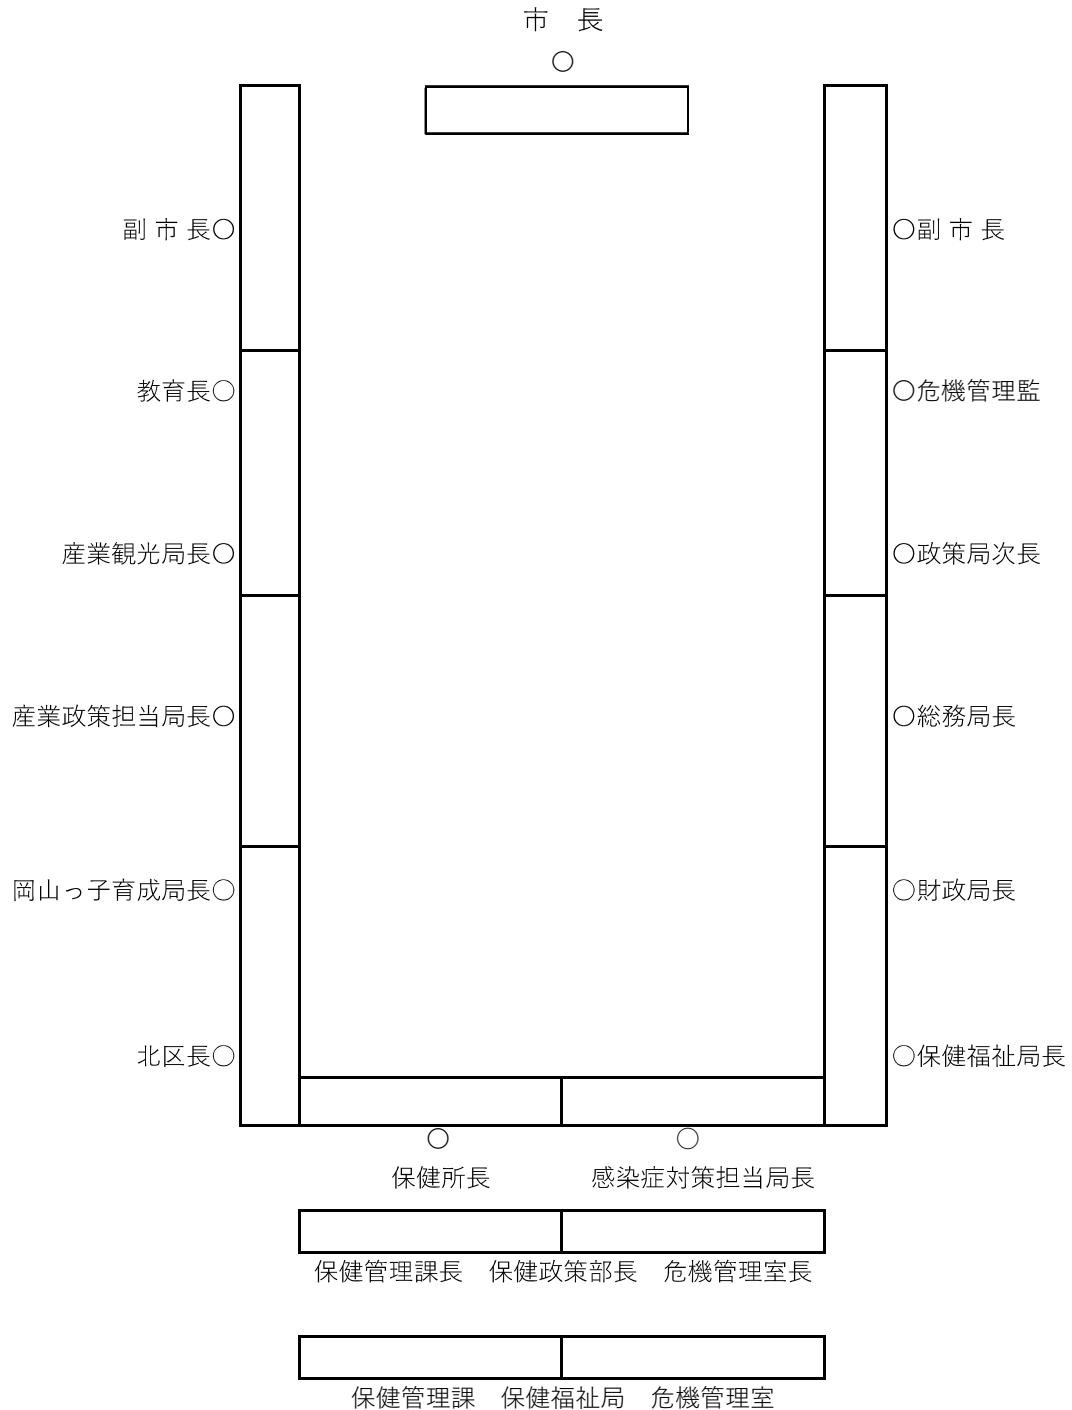 市　長
○
副 市 長○　○副 市 長
教育長○　○危機管理監
産業観光局長○　○政策局次長
産業政策担当局長○　○総務局長
岡山っ子育成局長○　○財政局長
北区長○　○保健福祉局長
○　○
保健所長　感染症対策担当局長
保健管理課長　保健政策部長　危機管理室長
保健管理課　保健福祉局　危機管理室